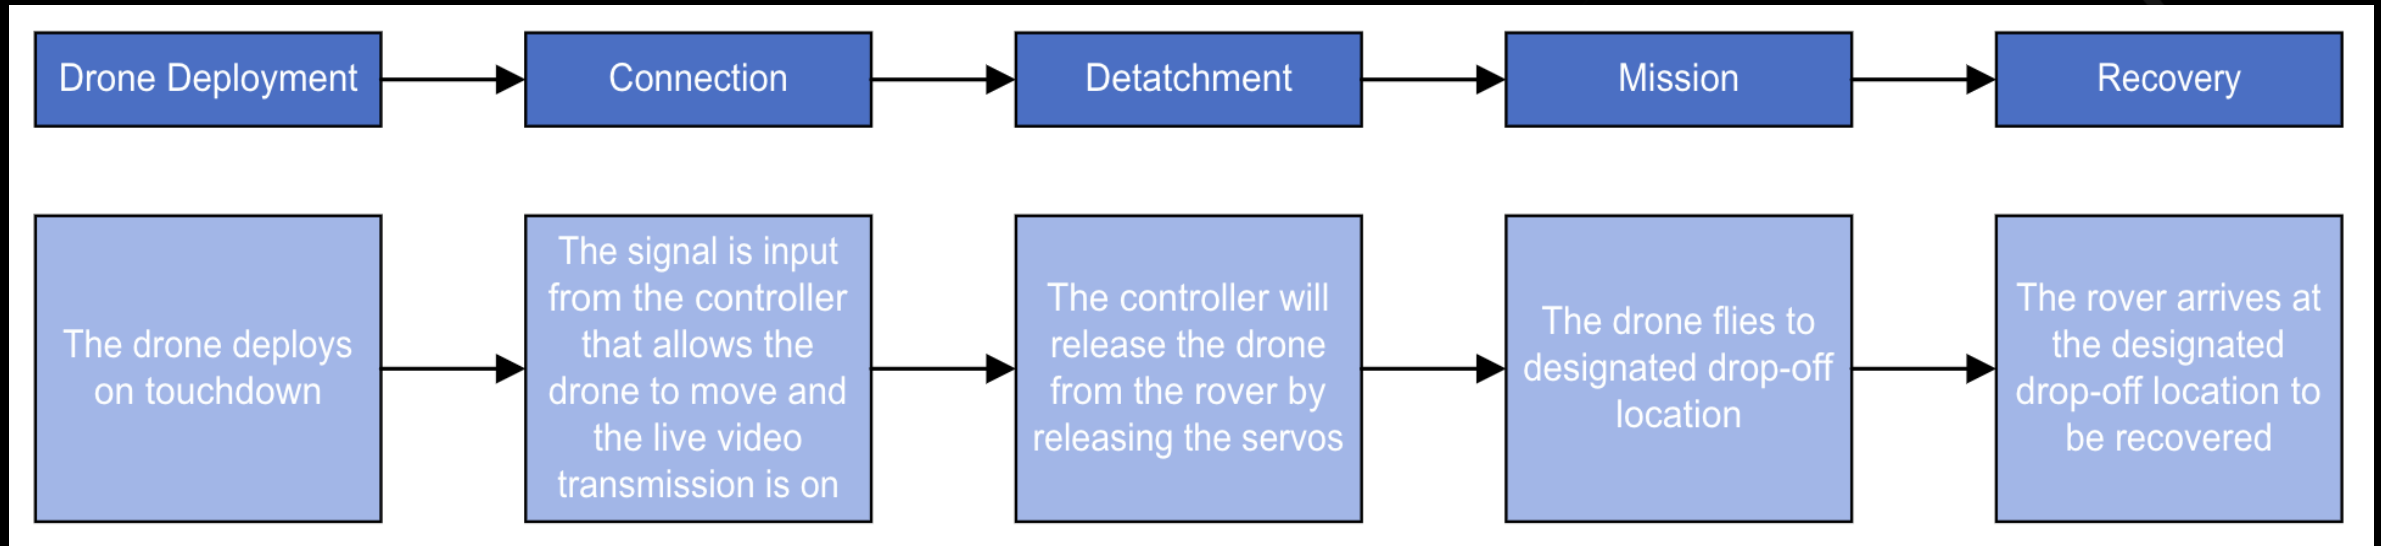 Drone Deployment
Connection
Detatchment
Mission
Recovery
The drone deploys
on touchdown
The signal is input
from the controller
that allows the
drone to move and
the live video
transmission is on
The controller will
release the drone
from the rover by
releasing the servos
The drone flies to
designated drop-off
location
The rover arrives at
the designated
drop-off location to
be recovered